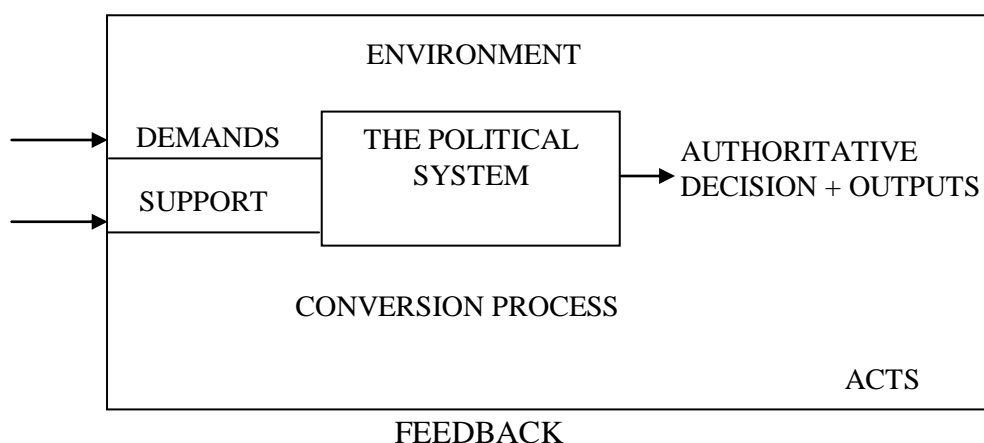 ENVIRONMENT
DEMANDS
THE POLITICAL
SYSTEM
AUTHORITATIVE
DECISION + OUTPUTS
SUPPORT
CONVERSION PROCESS
ACTS
FEEDBACK